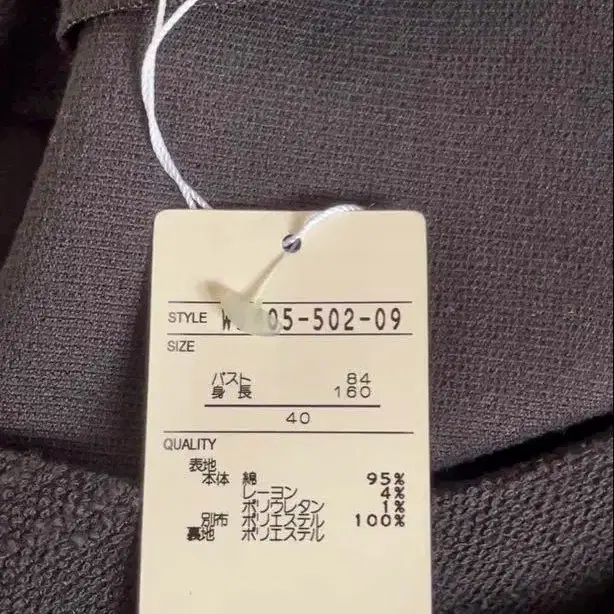 STYLE 05-502-09
SIZE
バスト 84
身長 160
40
QUALITY
表地
本体 綿 95%
レーヨン 4%
ポリウレタン 1%
別布 ポリエステル 100%
裏地 ポリエステル